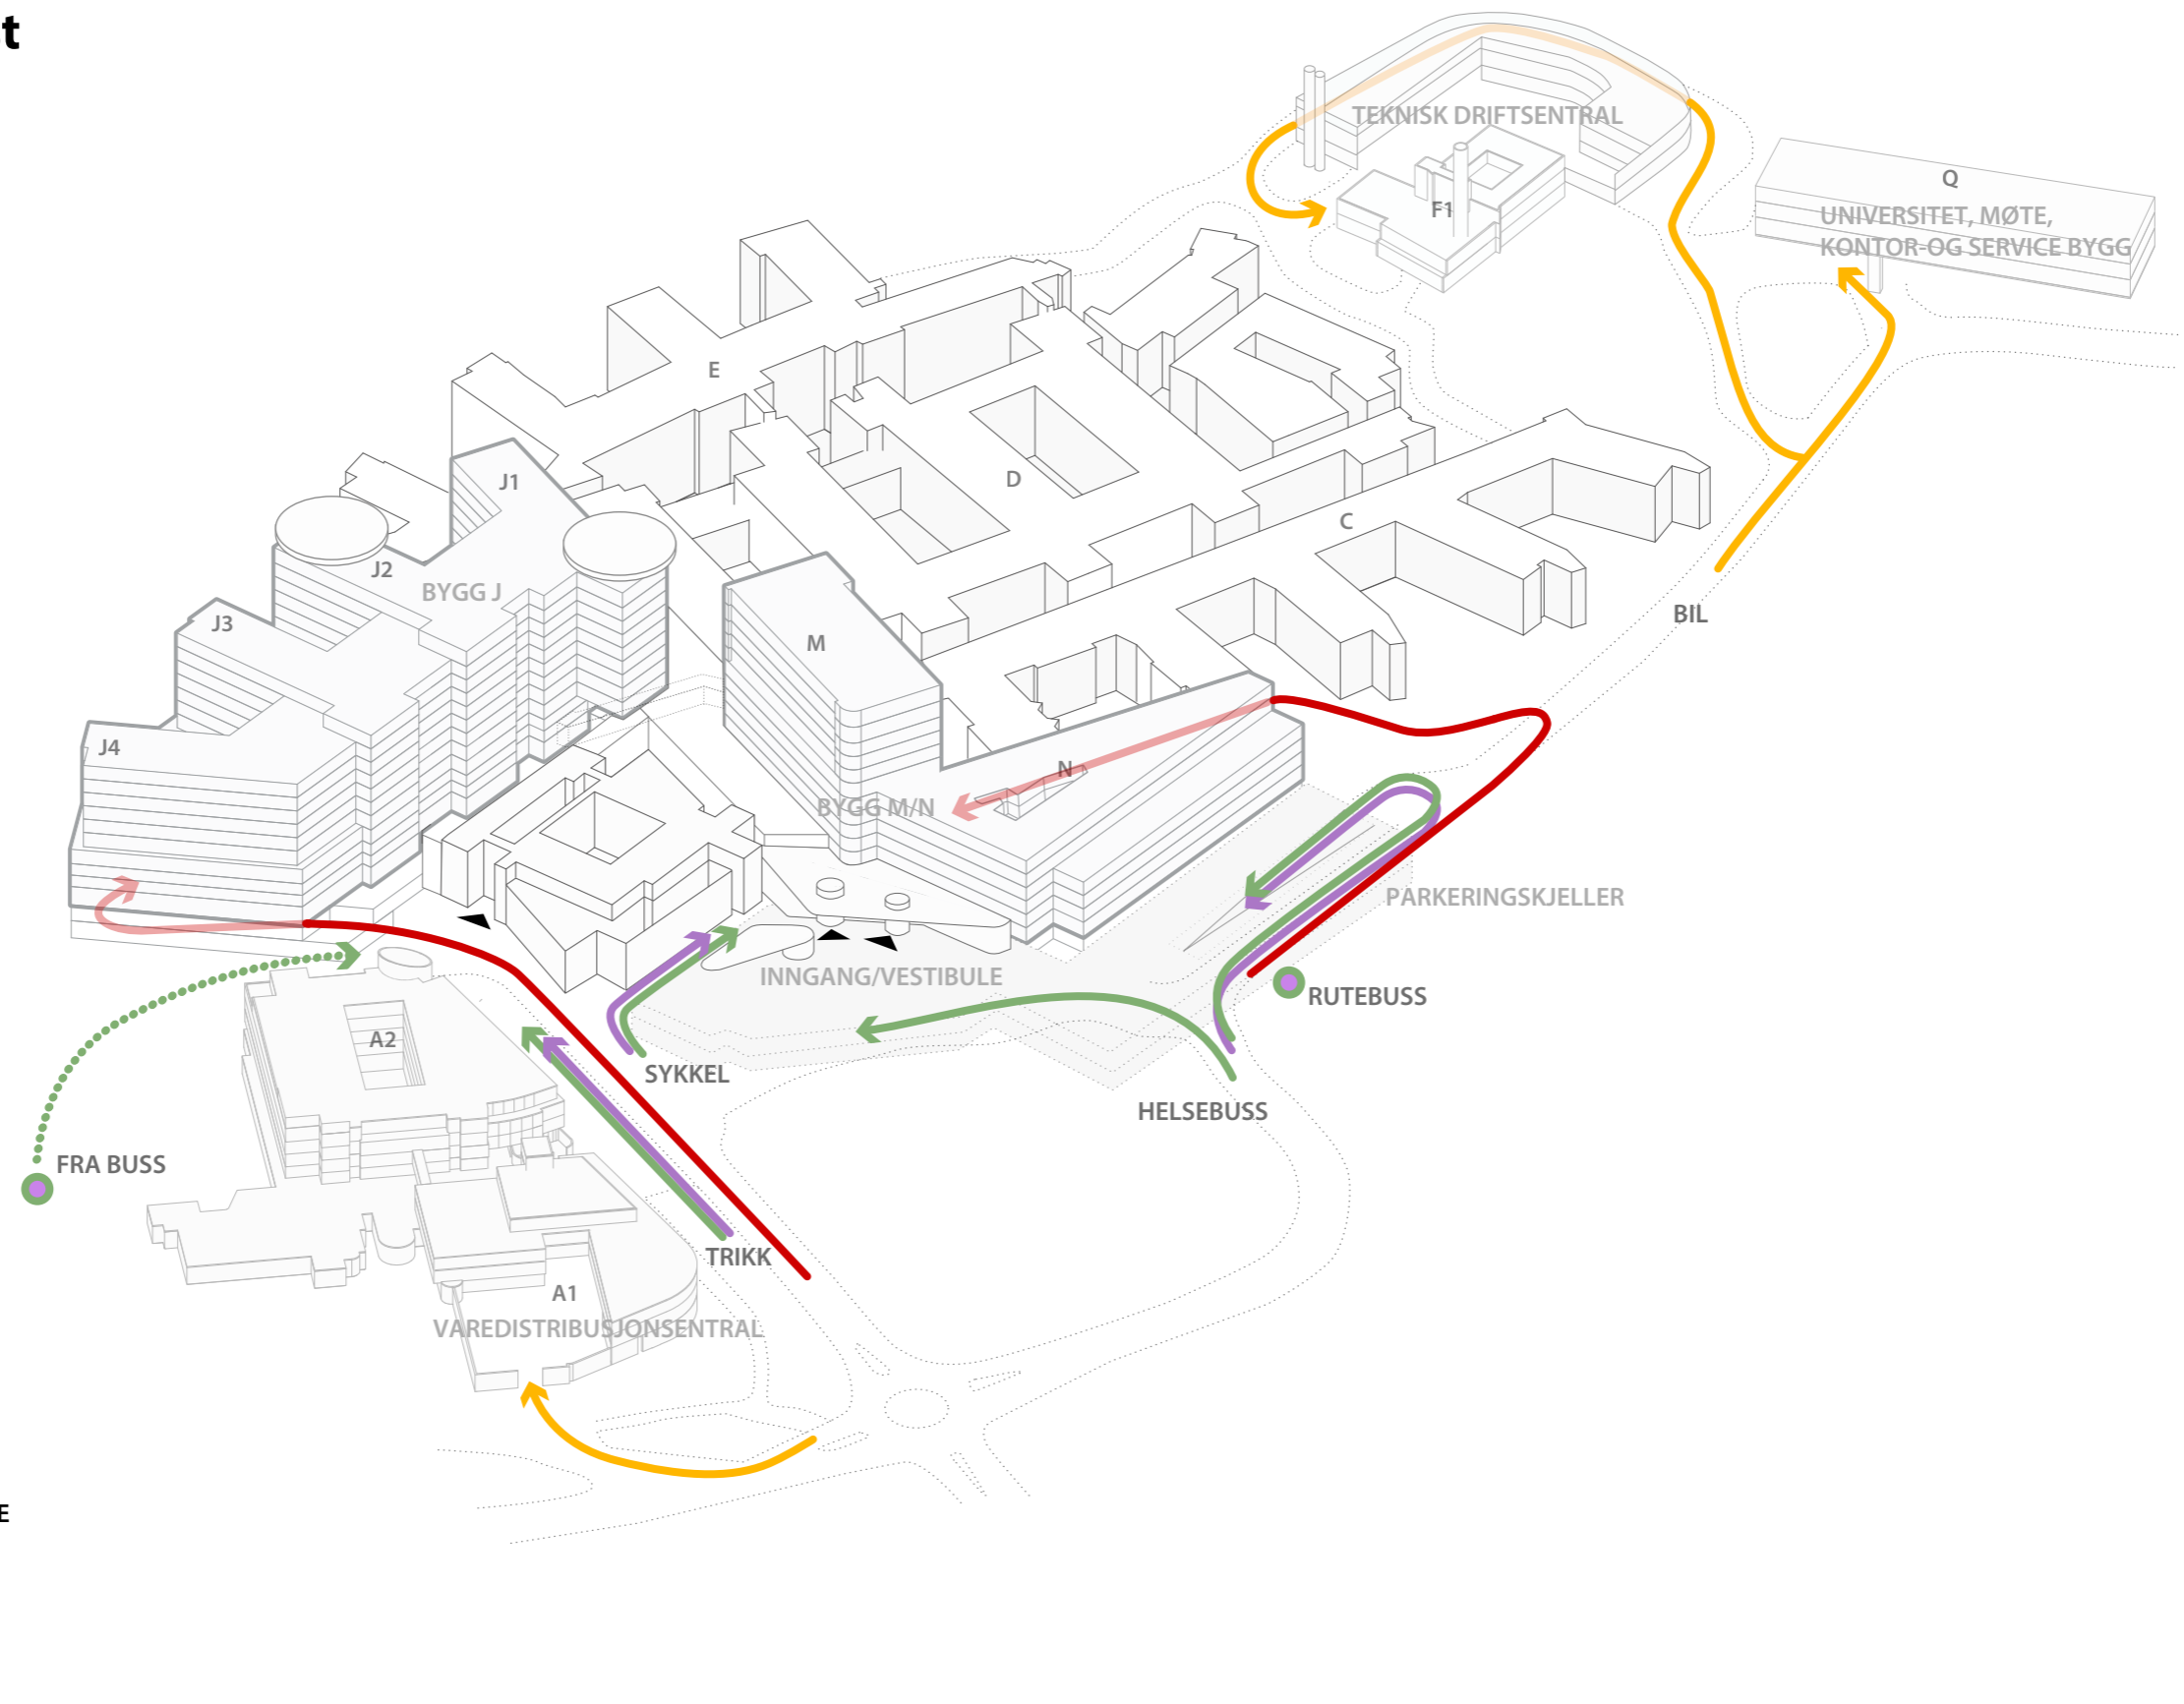 t
TEKNISK DRIFTSENTRAL
Q
F1
UNIVERSITET, MØTE,
KONTOR-OG SERVICE BYGG
E
J1
D
C
J2
BYGG J
J3
M
BIL
J4
N
BYGG M/N
PARKERINGSKJELLER
INNGANG/VESTIBULE
RUTEBUSS
A2
SYKKEL
HELSEBUSS
FRA BUSS
TRIKK
A1
VAREDISTRIBUSJONSENTRAL
E